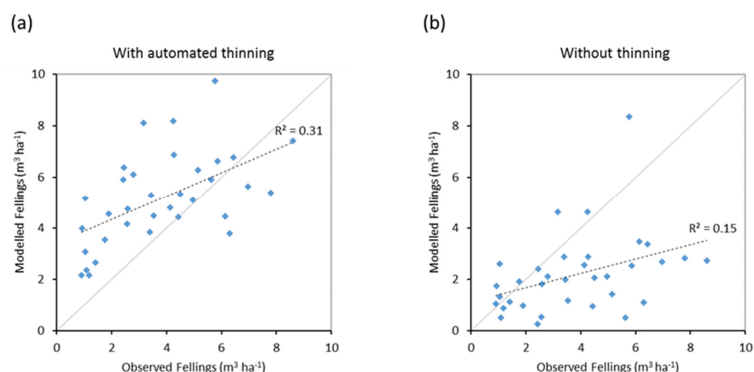 (a)
With automated thinning
10
8
6
4
2
0
0 2 4 6 8 10
Modelled Fellings (m³ ha⁻¹)
Observed Fellings (m³ ha⁻¹)
R² = 0.31
(b)
Without thinning
10
8
6
4
2
0
0 2 4 6 8 10
Modelled Fellings (m³ ha⁻¹)
Observed Fellings (m³ ha⁻¹)
R² = 0.15